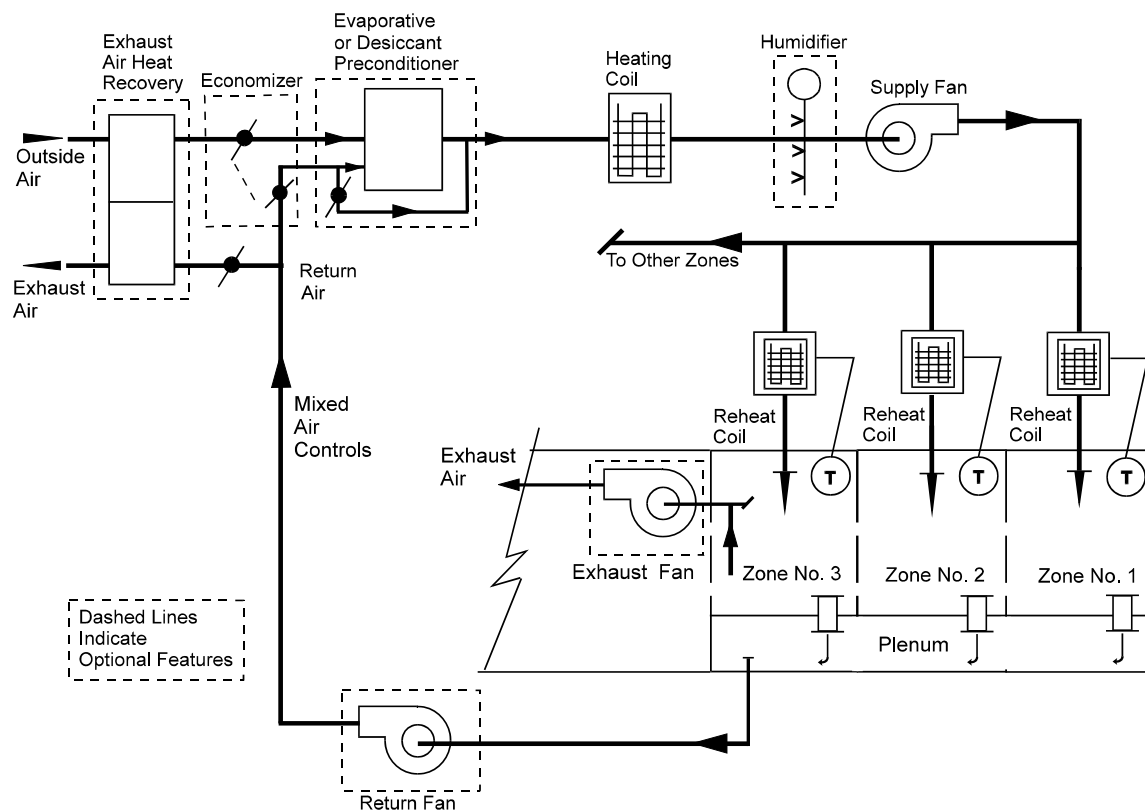 Exhaust
Air Heat
Recovery
Economizer
Evaporative
or Desiccant
Preconditioner
Heating
Coil
Humidifier
Supply Fan
Outside
Air
Exhaust
Air
Return
Air
To Other Zones
Mixed
Air
Controls
Reheat
Coil
Reheat
Coil
Reheat
Coil
Exhaust
Air
T
T
T
Exhaust Fan
Zone No. 3
Zone No. 2
Zone No. 1
Dashed Lines
Indicate
Optional Features
Plenum
Return Fan